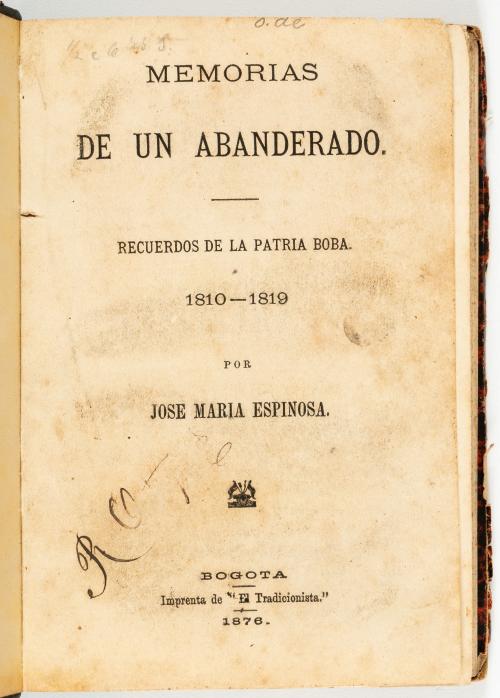 o. de
MEMORIAS
DE UN ABANDERADO.
RECUERDOS DE LA PATRIA BOBA.
1810—1819
POR
JOSE MARIA ESPINOSA.
BOGOTA
Imprenta de "El Tradicionista."
1876.